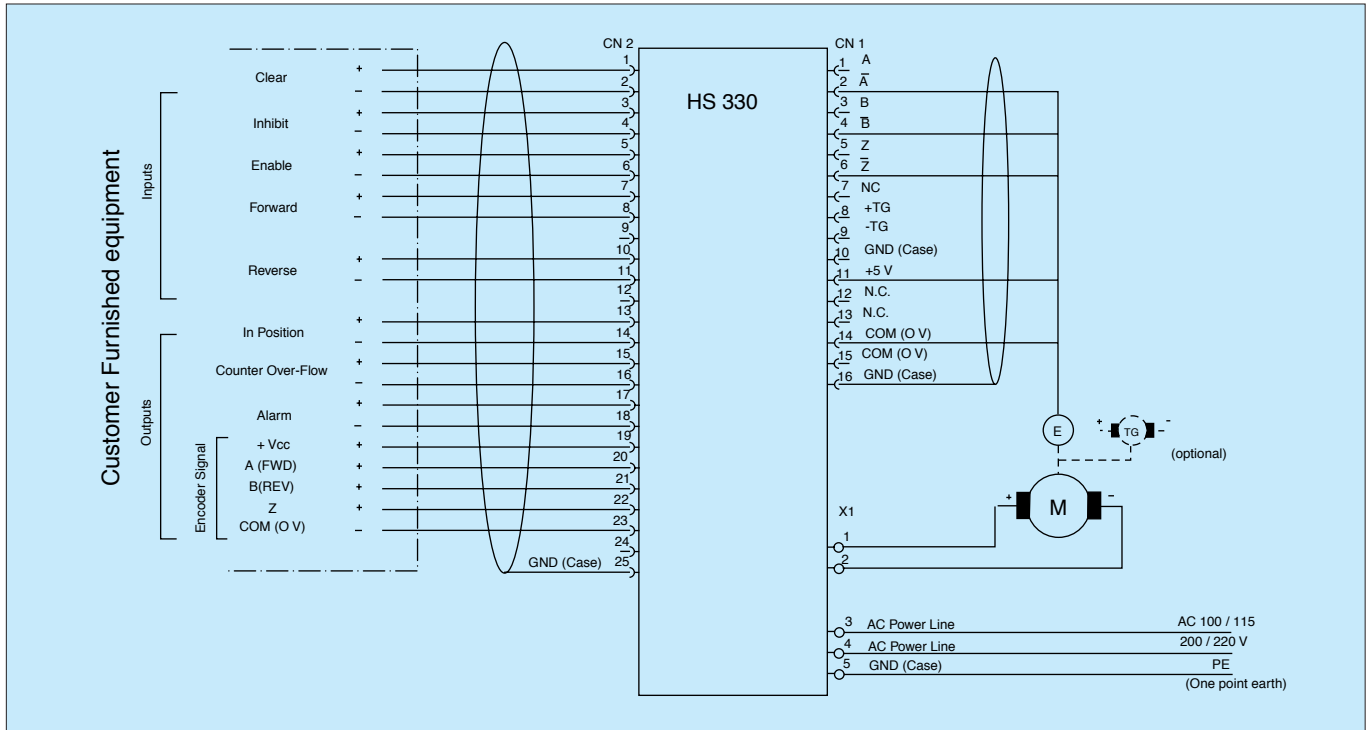 Customer Furnished equipment
Inputs
Outputs
Encoder Signal
Clear + −
Inhibit + −
Enable + −
Forward + −
Reverse + −
In Position + −
Counter Over-Flow + −
Alarm + −
+ Vcc +
A (FWD) +
B(REV) +
Z +
COM (O V) −
GND (Case)
CN 2
1
2
3
4
5
6
7
8
9
10
11
12
13
14
15
16
17
18
19
20
21
22
23
24
25
HS 330
CN 1
1 A
2 A̅
3 B
4 B̅
5 Z
6 Z̅
7 NC
8 +TG
9 -TG
10 GND (Case)
11 +5 V
12 N.C.
13 N.C.
14 COM (O V)
15 COM (O V)
16 GND (Case)
E
+ TG -
(optional)
+ M −
X1
1
2
3 AC Power Line AC 100 / 115
4 AC Power Line 200 / 220 V
5 GND (Case) PE
(One point earth)